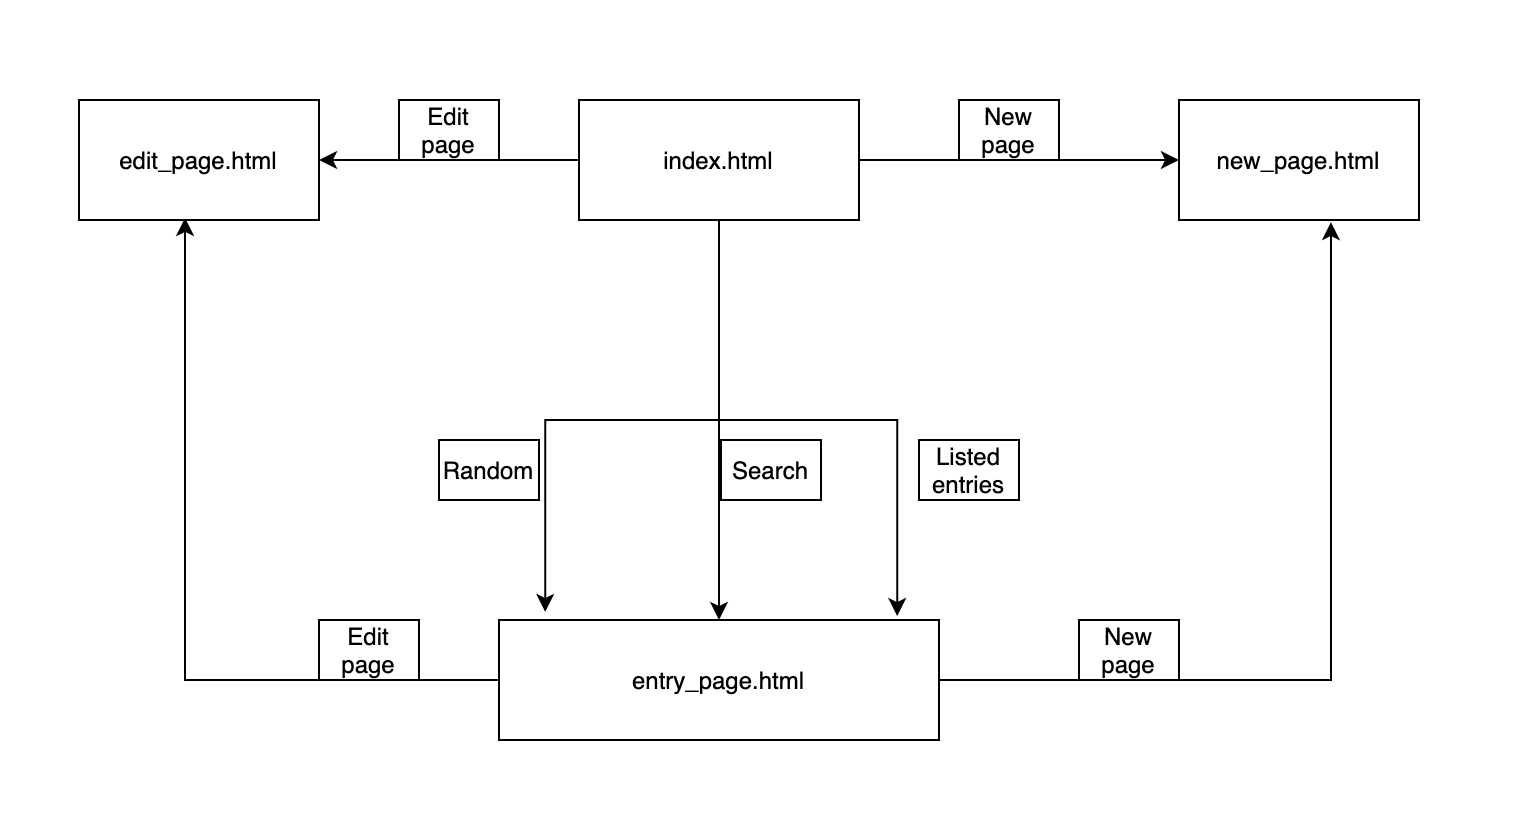 edit_page.html
Edit
page
index.html
New
page
new_page.html
Random
Search
Listed
entries
Edit
page
entry_page.html
New
page